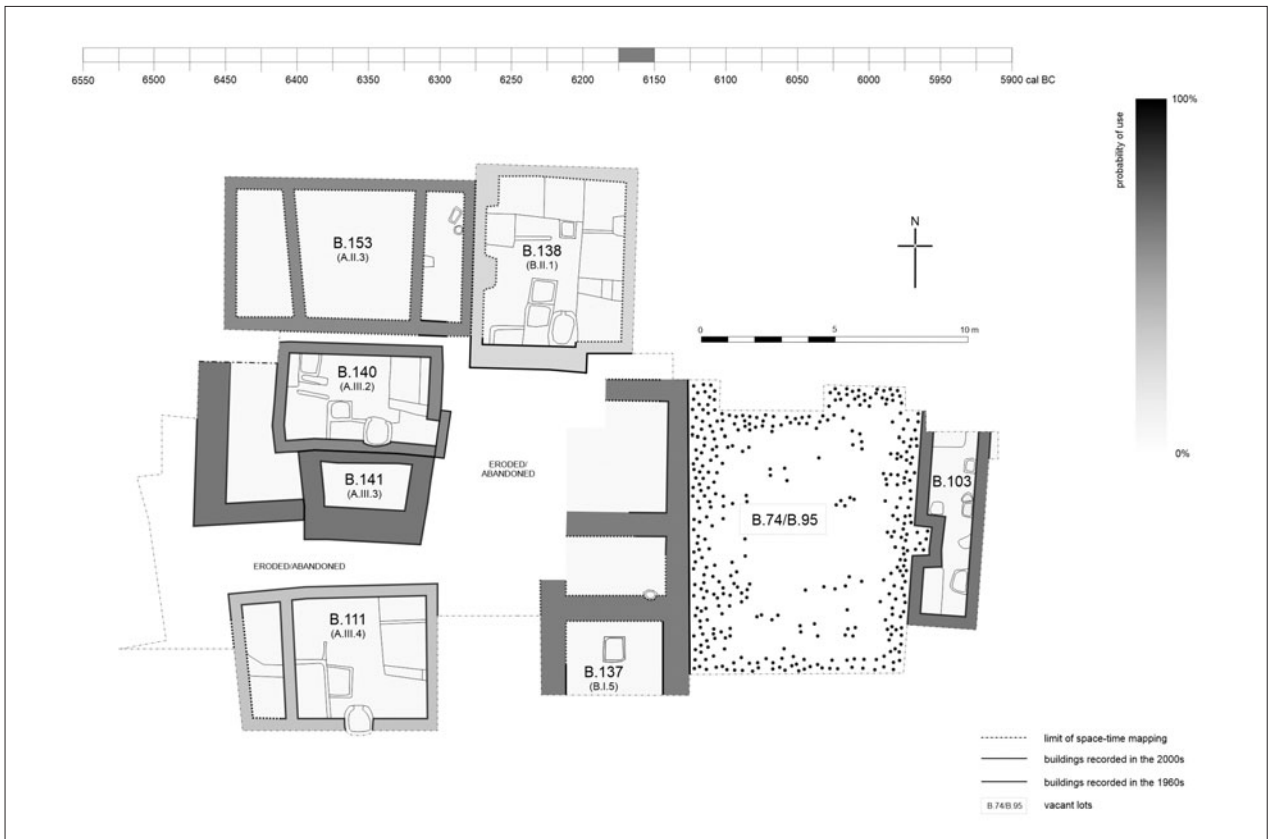 6550 6500 6450 6400 6350 6300 6250 6200 6150 6100 6050 6000 5950 5900 cal BC
100%
probability of use
0%
N
B.153
(A.II.3)
B.138
(B.II.1)
0 5 10 m
B.140
(A.III.2)
ERODED/
ABANDONED
B.141
(A.III.3)
B.103
B.74/B.95
ERODED/ABANDONED
B.111
(A.III.4)
B.137
(B.I.5)
limit of space-time mapping
buildings recorded in the 2000s
buildings recorded in the 1960s
B.74/B.95 vacant lots